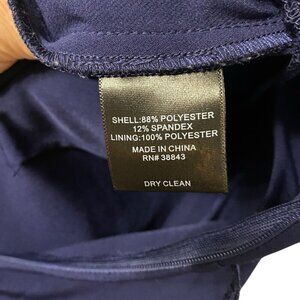 SHELL:88% POLYESTER
12% SPANDEX
LINING:100% POLYESTER
MADE IN CHINA
RN# 38843
DRY CLEAN